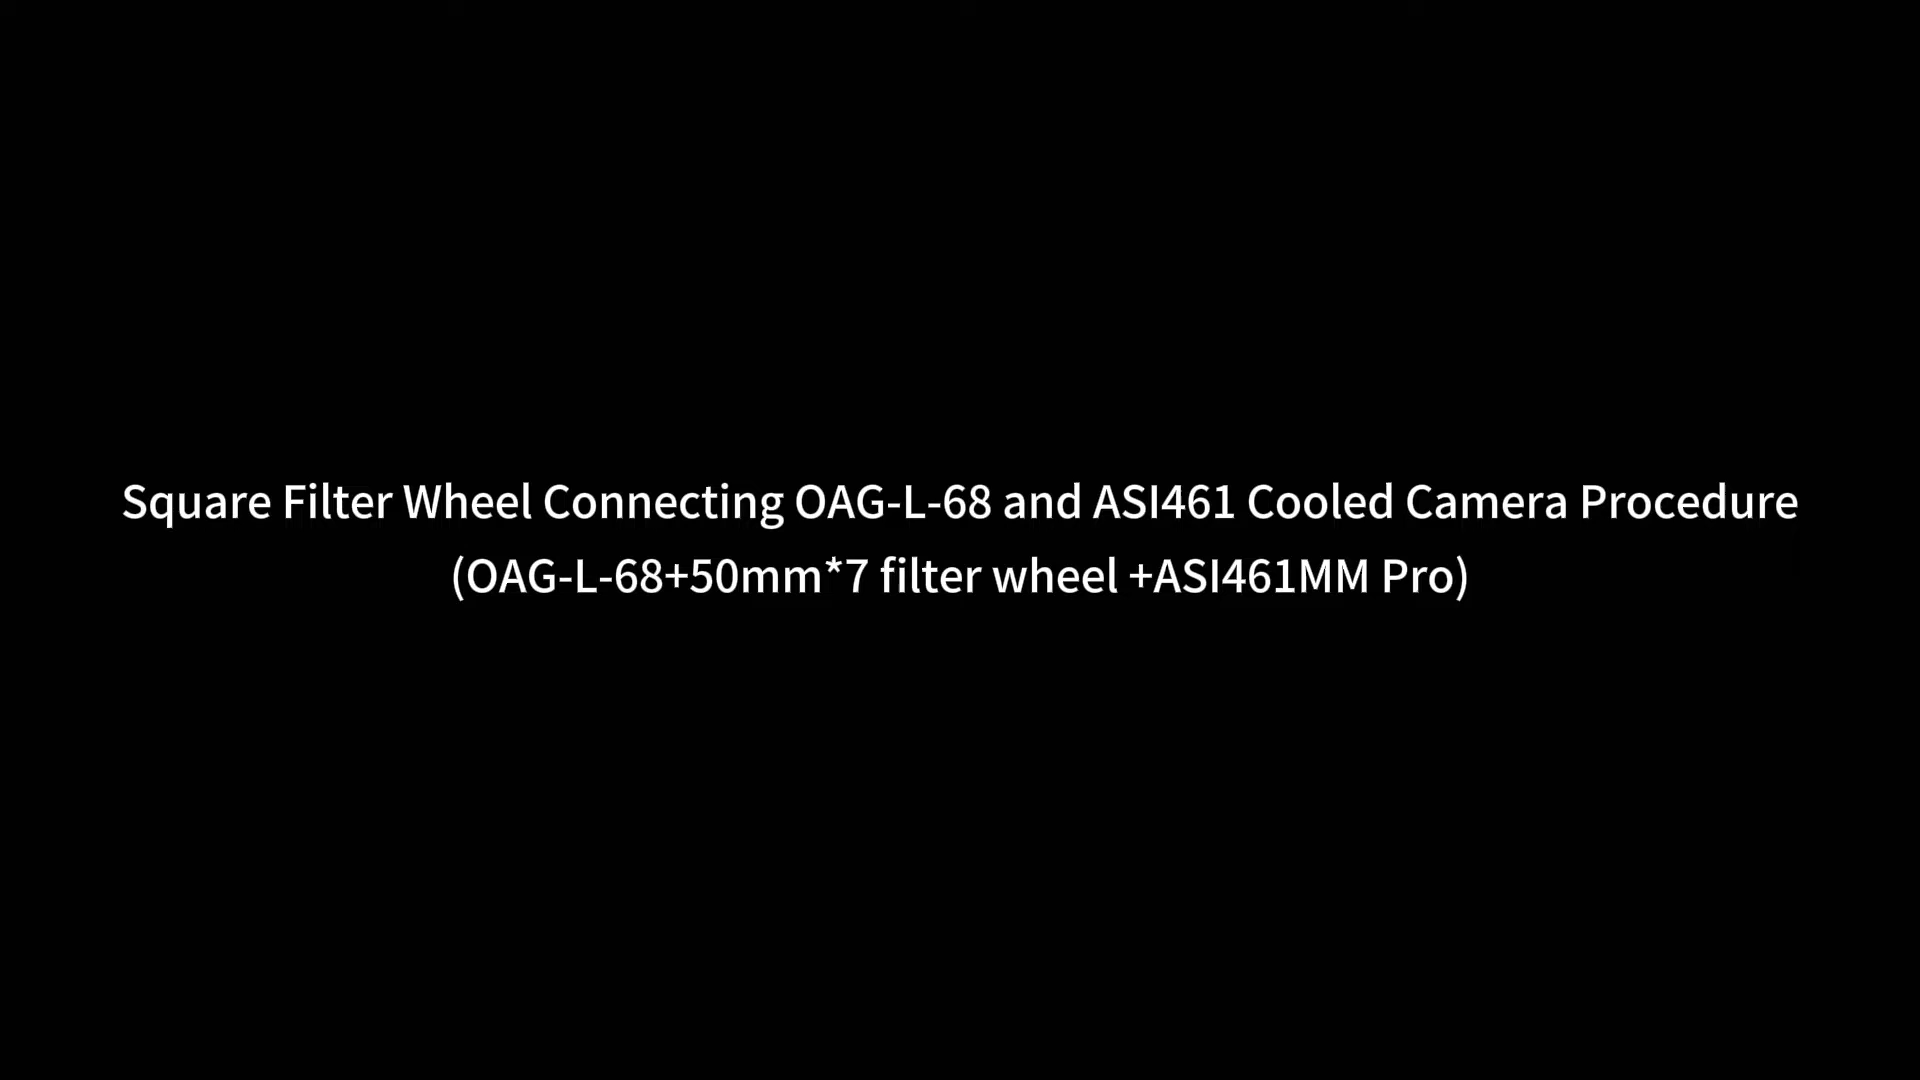 Square Filter Wheel Connecting OAG-L-68 and ASI461 Cooled Camera Procedure
(OAG-L-68+50mm*7 filter wheel +ASI461MM Pro)